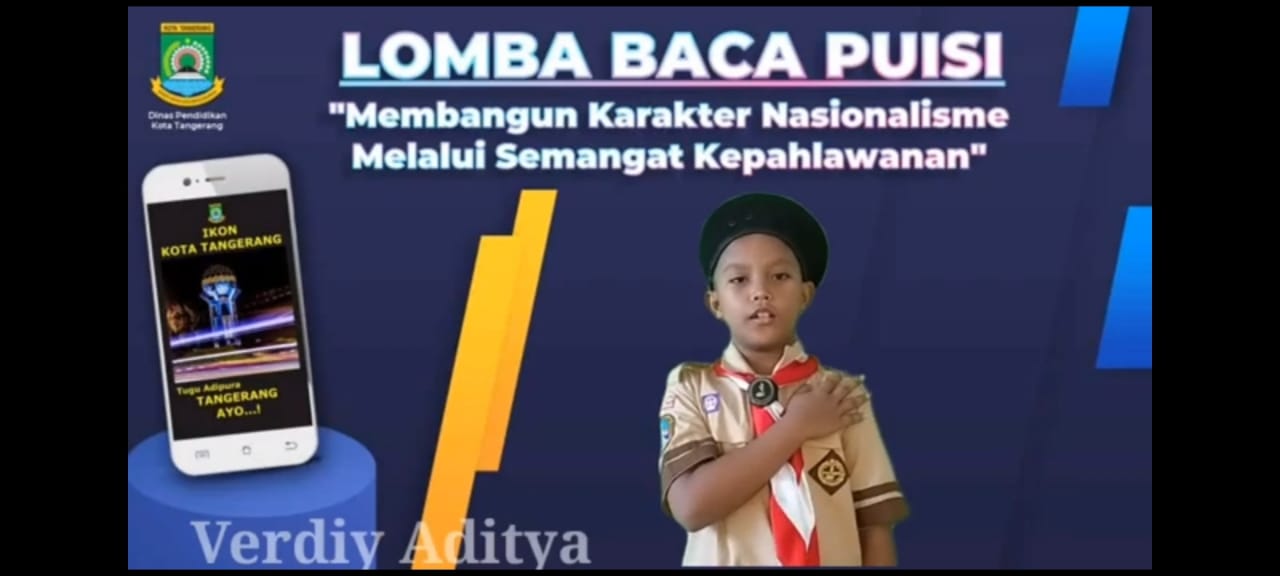 KOTA TANGERANG
Dinas Pendidikan
Kota Tangerang
LOMBA BACA PUISI
"Membangun Karakter Nasionalisme
Melalui Semangat Kepahlawanan"
IKON
KOTA TANGERANG
Tugu Adipura
TANGERANG
AYO...!
Verdiy Aditya